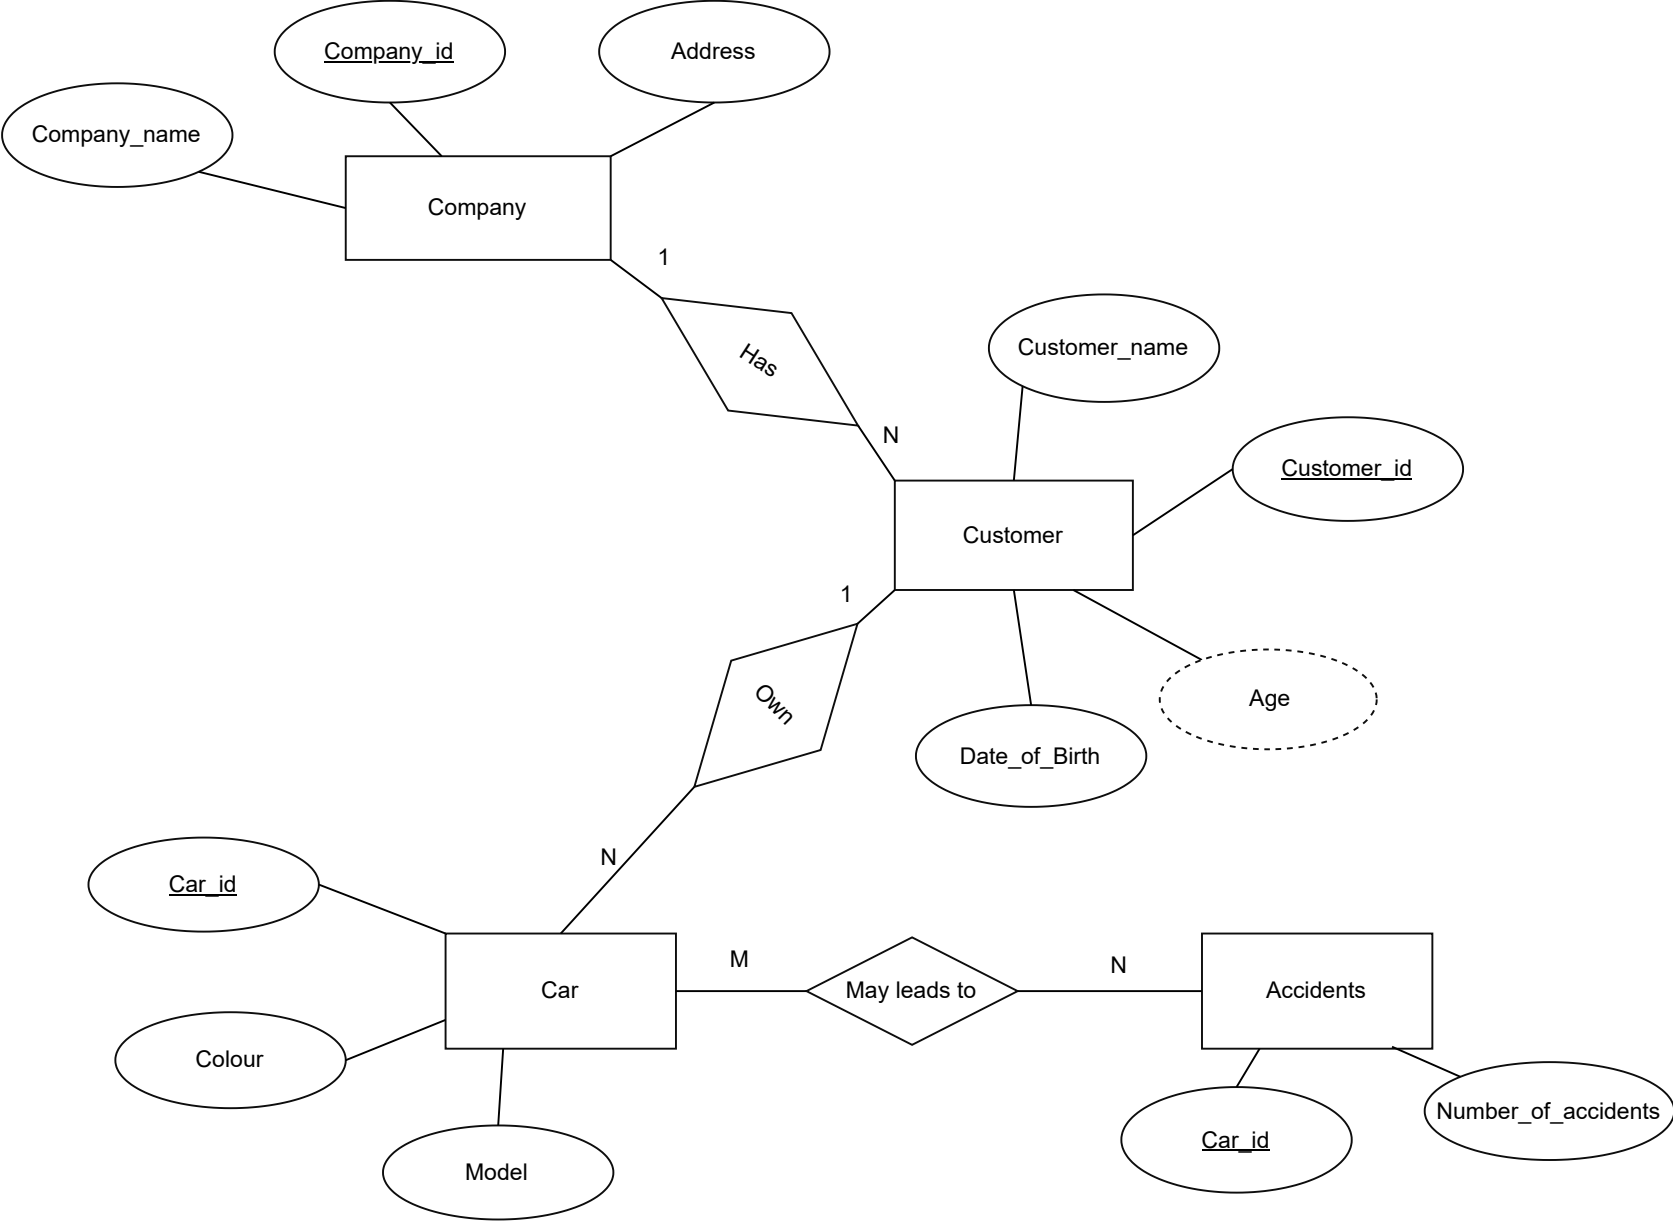 Company_id
Address
Company_name
Company
1
Has
Customer_name
N
Customer_id
Customer
1
Own
Age
Date_of_Birth
N
Car_id
M
N
Car
May leads to
Accidents
Colour
Number_of_accidents
Car_id
Model